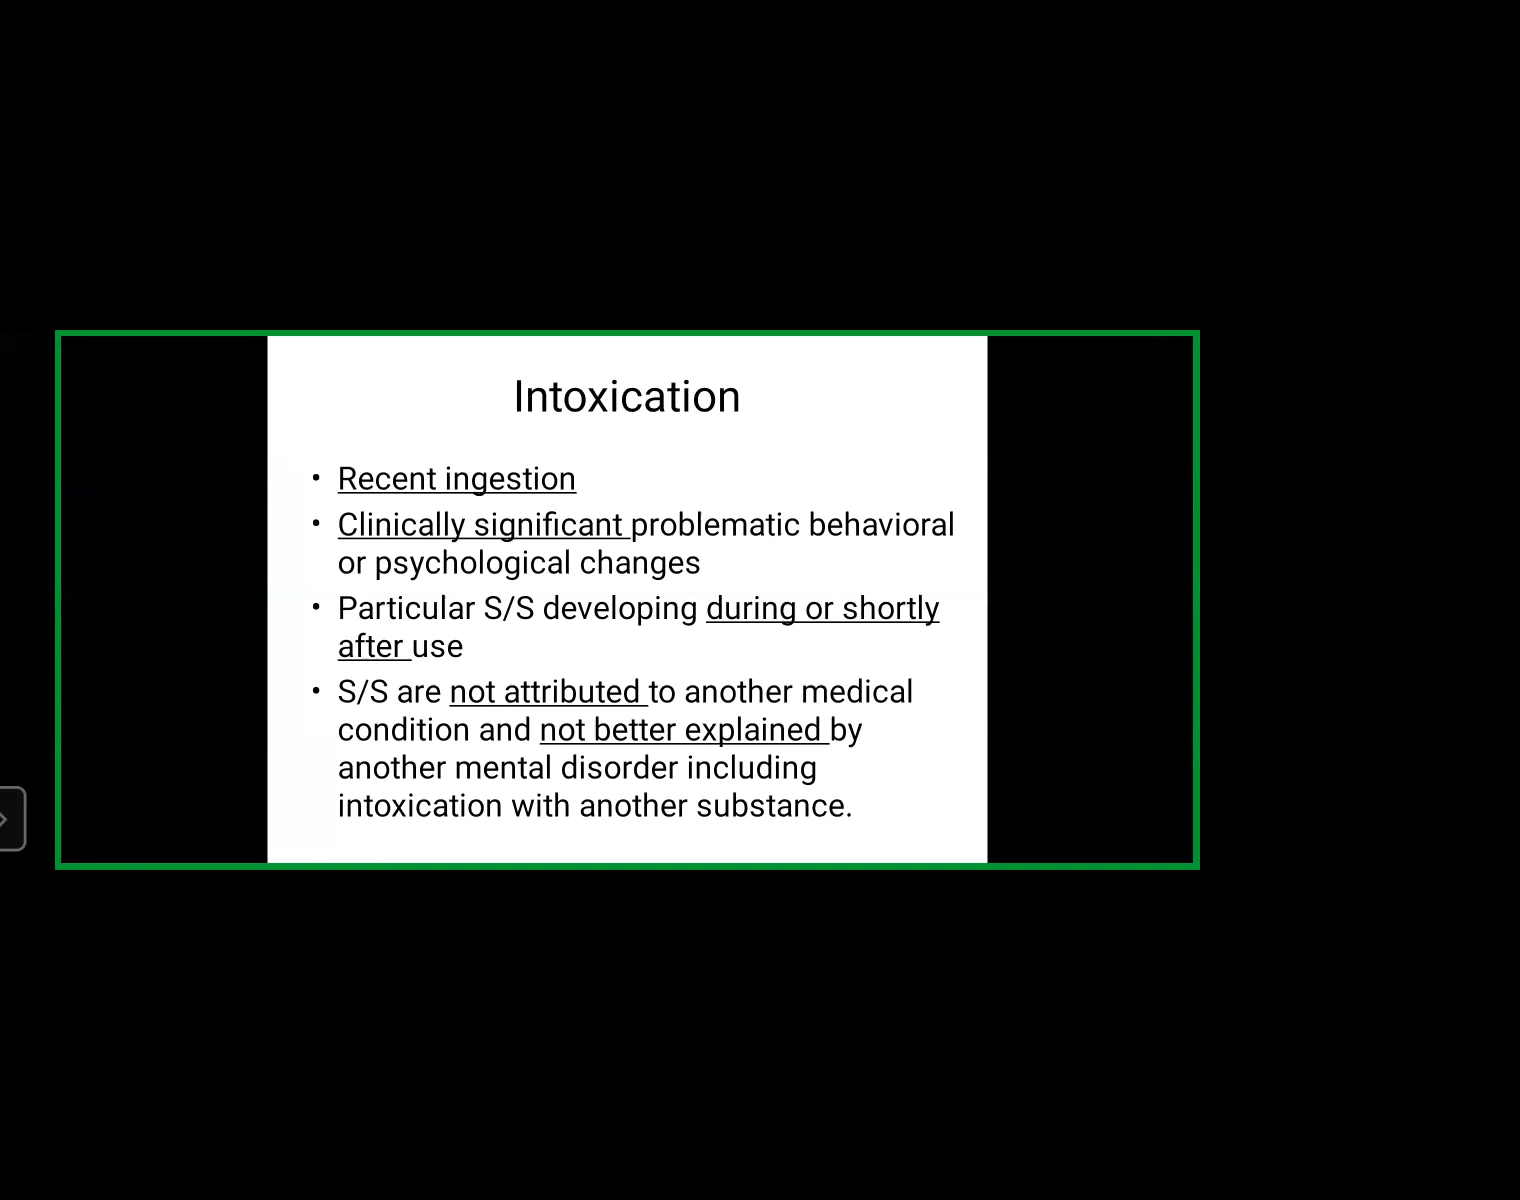 Intoxication
• Recent ingestion
• Clinically significant problematic behavioral
or psychological changes
• Particular S/S developing during or shortly
after use
• S/S are not attributed to another medical
condition and not better explained by
another mental disorder including
intoxication with another substance.